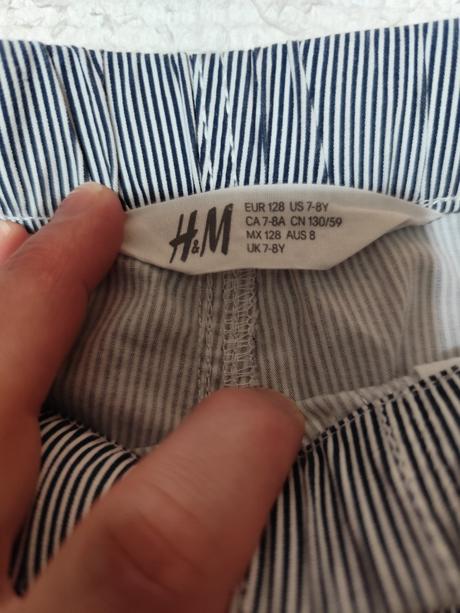 H&M
EUR 128 US 7-8Y
CA 7-8A CN 130/59
MX 128 AUS 8
UK 7-8Y